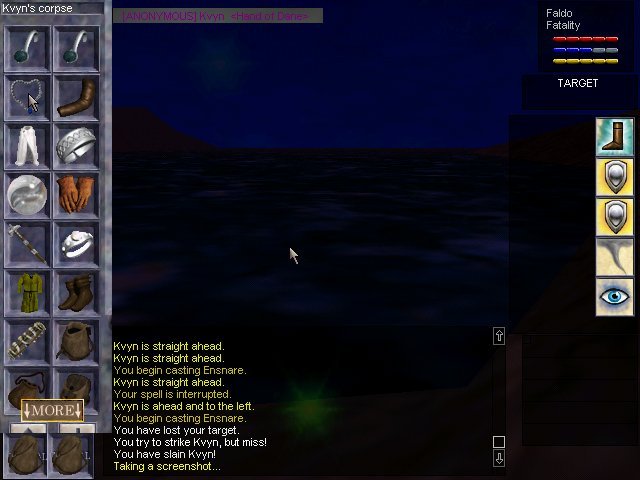 Kvyn's corpse
[ANONYMOUS] Kvyn <Hand of Dane>
Faldo
Fatality
TARGET
MORE
Kvyn is straight ahead.
Kvyn is straight ahead.
You begin casting Ensnare.
Kvyn is straight ahead.
Your spell is interrupted.
Kvyn is ahead and to the left.
You begin casting Ensnare.
You have lost your target.
You try to strike Kvyn, but miss!
You have slain Kvyn!
Taking a screenshot...